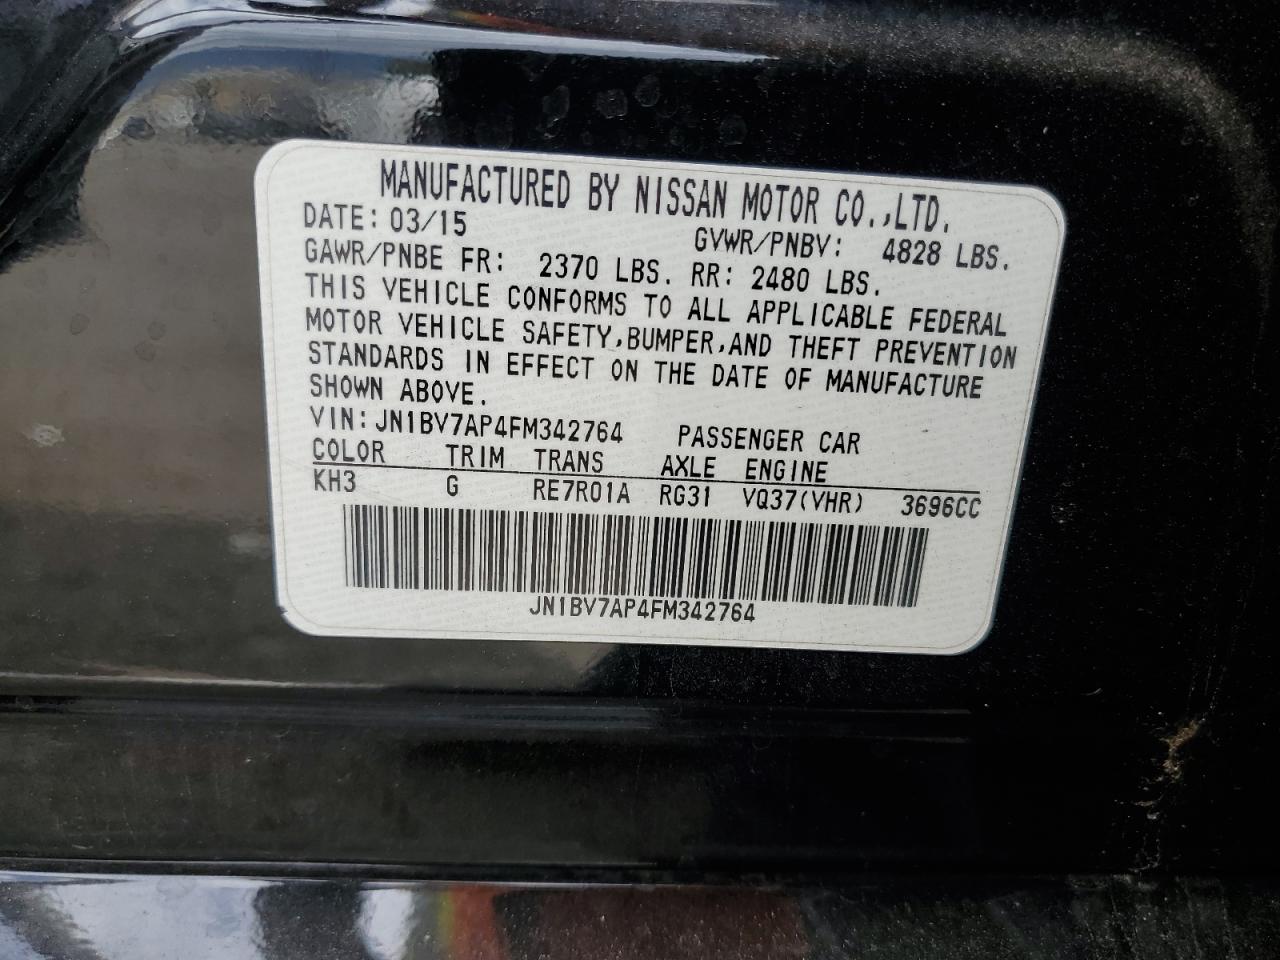 MANUFACTURED BY NISSAN MOTOR CO.,LTD.
DATE: 03/15 GVWR/PNBV: 4828 LBS.
GAWR/PNBE FR: 2370 LBS. RR: 2480 LBS.
THIS VEHICLE CONFORMS TO ALL APPLICABLE FEDERAL
MOTOR VEHICLE SAFETY,BUMPER,AND THEFT PREVENTION
STANDARDS IN EFFECT ON THE DATE OF MANUFACTURE
SHOWN ABOVE.
VIN: JN1BV7AP4FM342764 PASSENGER CAR
COLOR TRIM TRANS AXLE ENGINE
KH3 G RE7R01A RG31 VQ37(VHR) 3696CC
JN1BV7AP4FM342764